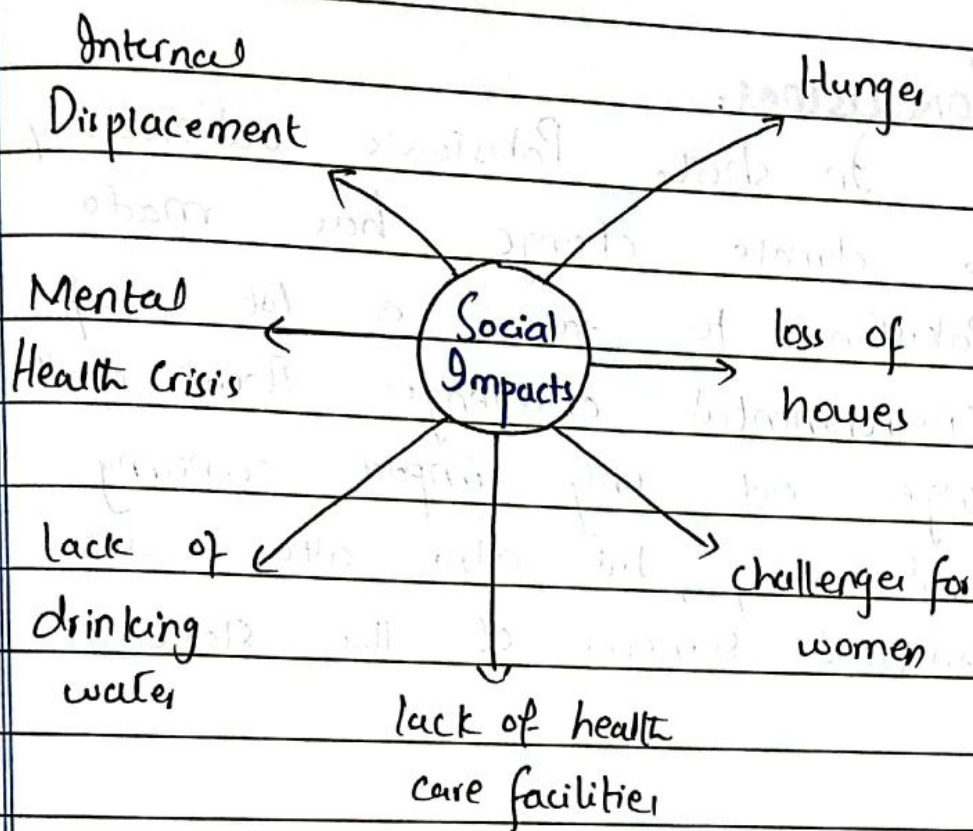 Internal
Displacement
Hunger
Mental
Health Crisis
Social
Impacts
loss of
homes
lack of
drinking
water
lack of health
care facilities
challenges for
women